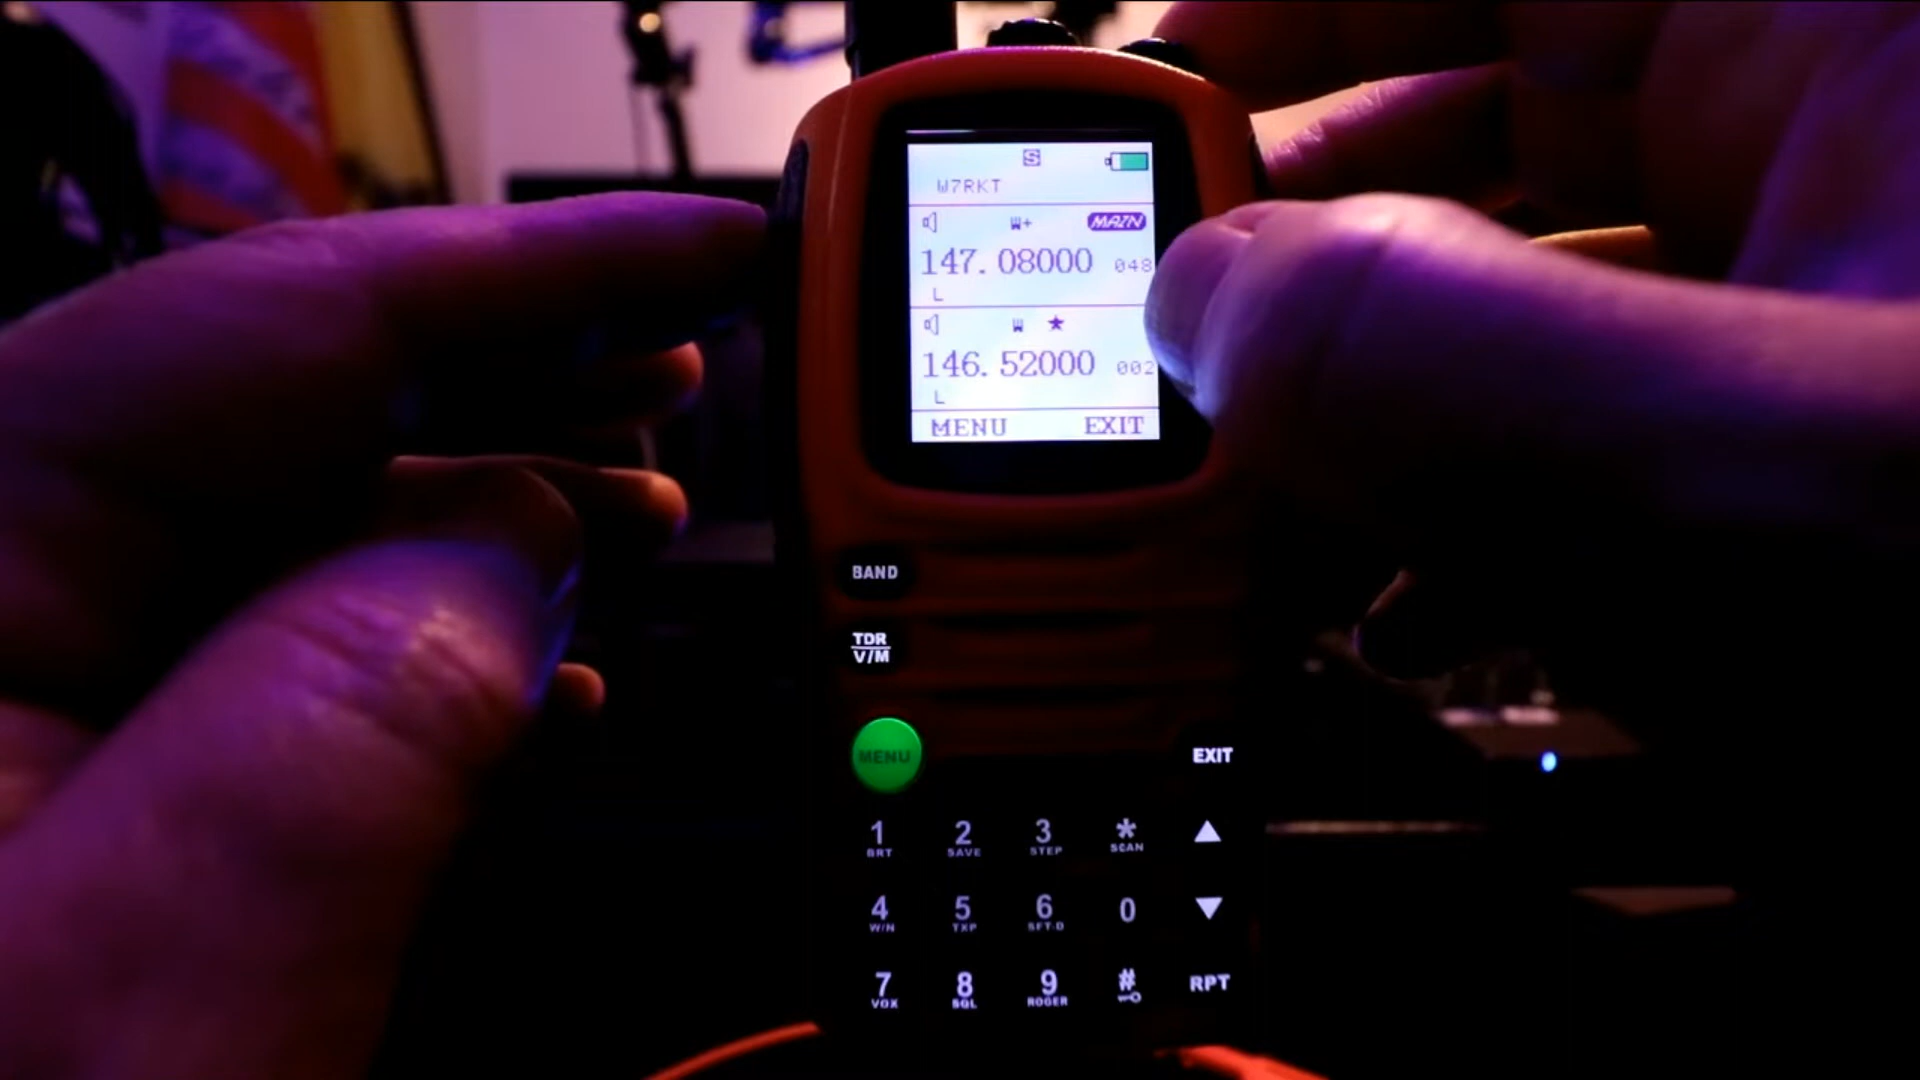 S
W7RKT
W+ MAIN
147.08000 048
L
W ★
146.52000 002
L
MENU EXIT
BAND
TDR
V/M
MENU EXIT
1 2 3 * ▲
BRT SAVE STEP SCAN
4 5 6 0 ▼
W/N TXP SFT-D
7 8 9 # RPT
VOX SQL ROGER